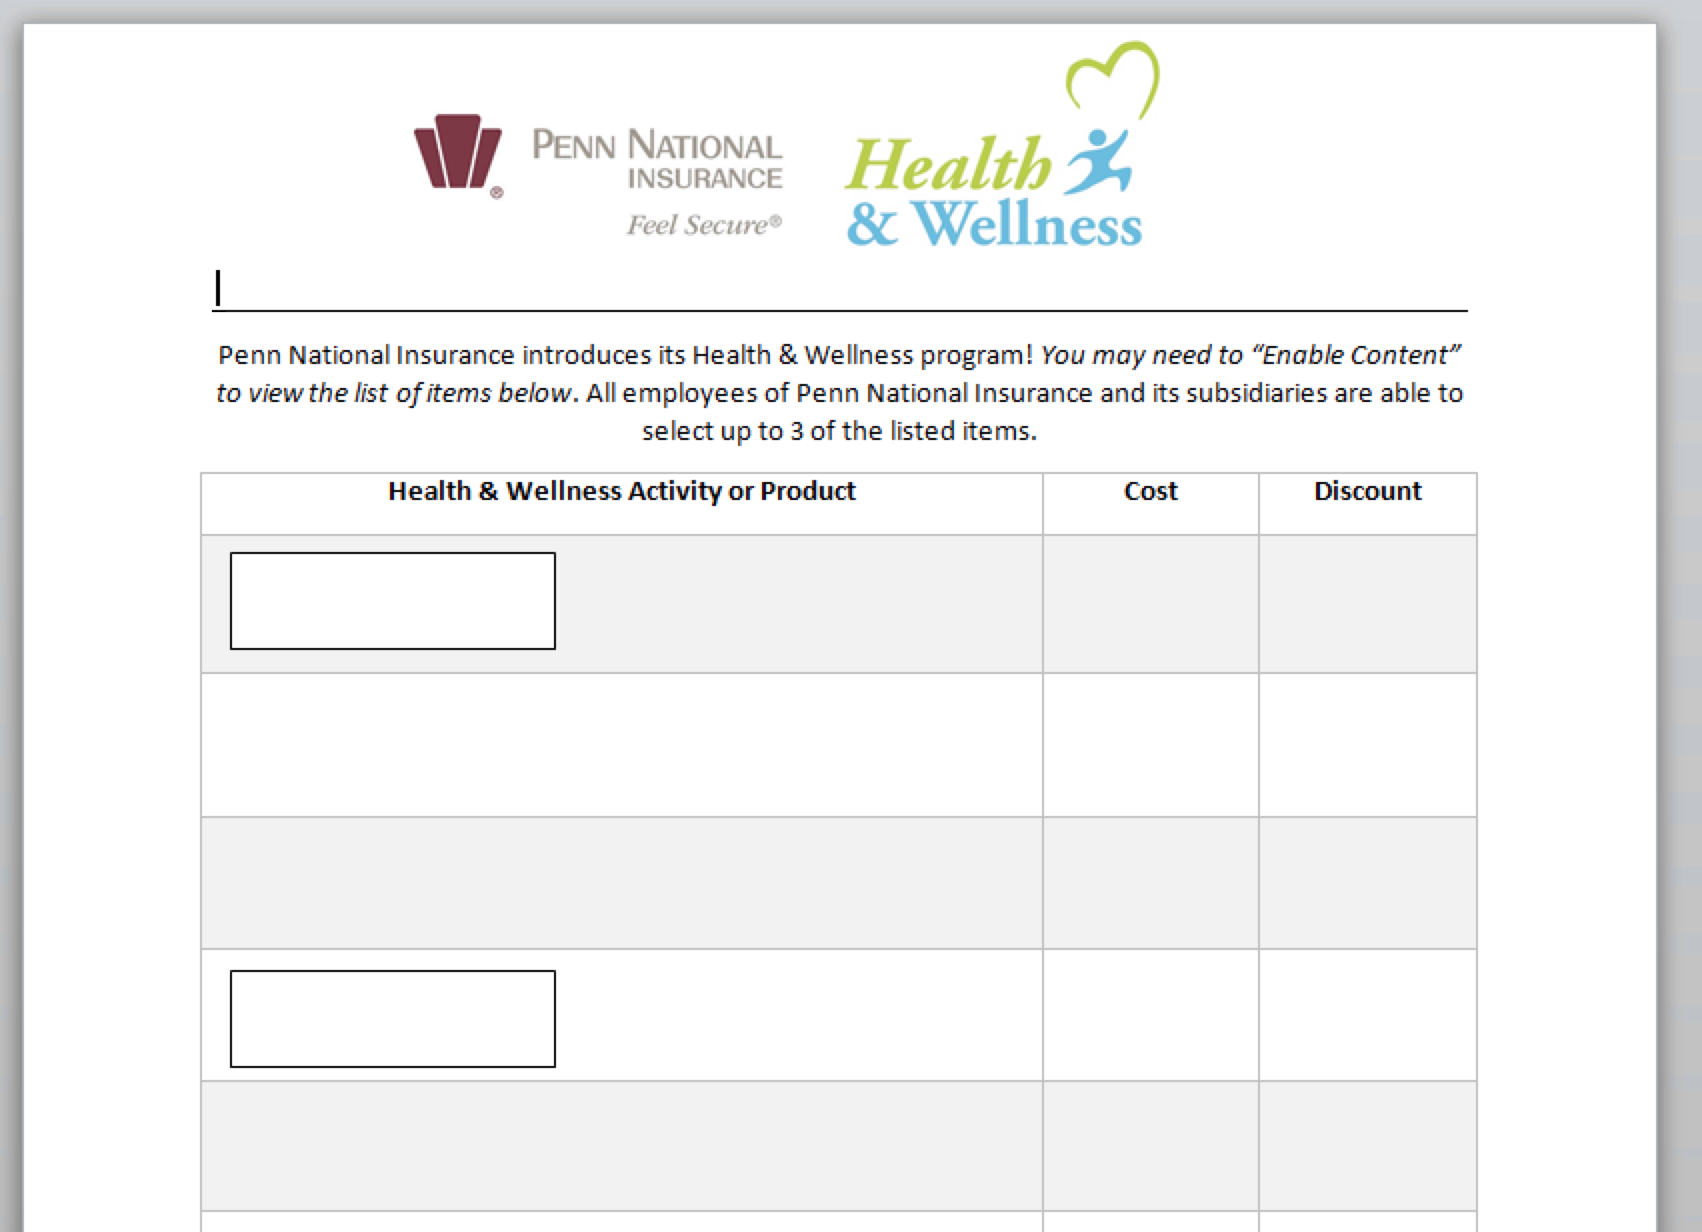 PENN NATIONAL
INSURANCE
Feel Secure®
®
Health
& Wellness
Penn National Insurance introduces its Health & Wellness program! You may need to “Enable Content”
to view the list of items below. All employees of Penn National Insurance and its subsidiaries are able to
select up to 3 of the listed items.
Health & Wellness Activity or Product Cost Discount